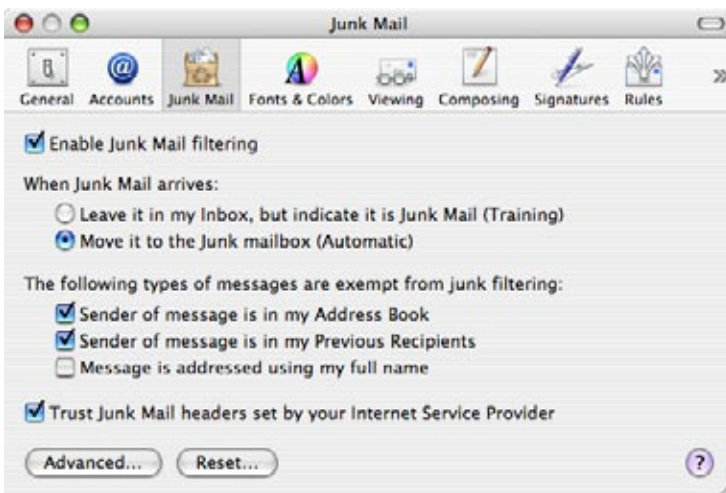 Junk Mail
General Accounts Junk Mail Fonts & Colors Viewing Composing Signatures Rules »
Enable Junk Mail filtering
When Junk Mail arrives:
Leave it in my Inbox, but indicate it is Junk Mail (Training)
Move it to the Junk mailbox (Automatic)
The following types of messages are exempt from junk filtering:
Sender of message is in my Address Book
Sender of message is in my Previous Recipients
Message is addressed using my full name
Trust Junk Mail headers set by your Internet Service Provider
Advanced... Reset... ?